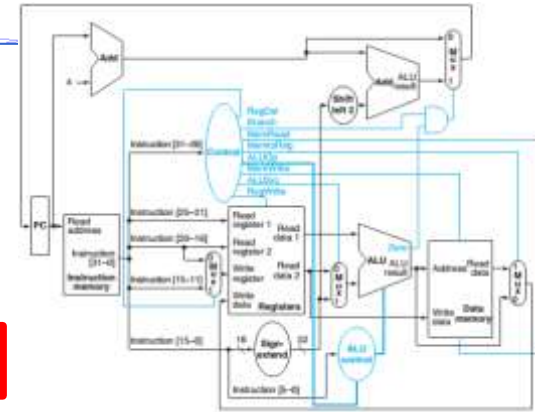 Add
4
Add
ALU
result
0
M
u
x
1
Shift
left 2
RegDst
Branch
MemRead
MemtoReg
ALUOp
MemWrite
ALUSrc
RegWrite
Control
PC
Read
address
Instruction
[31–0]
Instruction
memory
Instruction [25–21]
Instruction [20–16]
Instruction [15–11]
Instruction [15–0]
Instruction [5–0]
Read
register 1
Read
register 2
Write
register
Write
data
Read
data 1
Read
data 2
Registers
16
Sign-
extend
32
Zero
ALU
ALU
result
ALU
control
Address
Read
data
Write
data
Data
memory